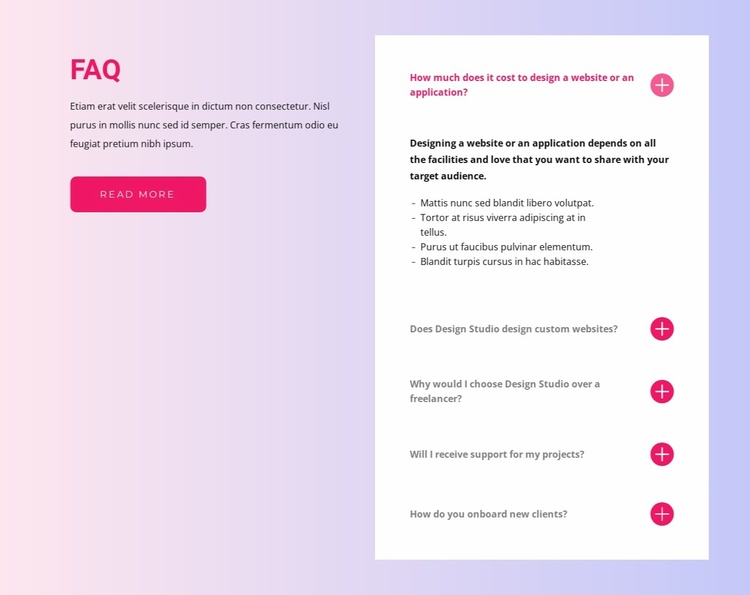 FAQ
Etiam erat velit scelerisque in dictum non consectetur. Nisl
purus in mollis nunc sed id semper. Cras fermentum odio eu
feugiat pretium nibh ipsum.
READ MORE
How much does it cost to design a website or an
application?
Designing a website or an application depends on all
the facilities and love that you want to share with your
target audience.
- Mattis nunc sed blandit libero volutpat.
- Tortor at risus viverra adipiscing at in
tellus.
- Purus ut faucibus pulvinar elementum.
- Blandit turpis cursus in hac habitasse.
Does Design Studio design custom websites?
Why would I choose Design Studio over a
freelancer?
Will I receive support for my projects?
How do you onboard new clients?